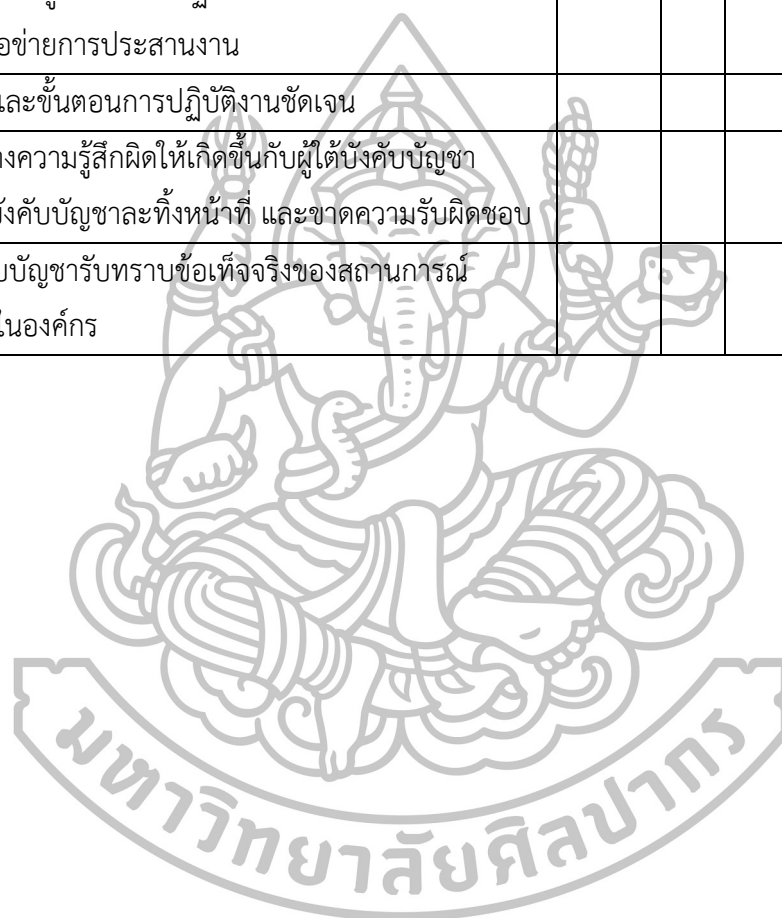 อข่ายการประสานงาน
และขั้นตอนการปฏิบัติงานชัดเจน
งความรู้สึกผิดให้เกิดขึ้นกับผู้ใต้บังคับบัญชา
ังคับบัญชาละทิ้งหน้าที่ และขาดความรับผิดชอบ
บบัญชารับทราบข้อเท็จจริงของสถานการณ์
ในองค์กร
มหาวิทยาลัยศิลปากร